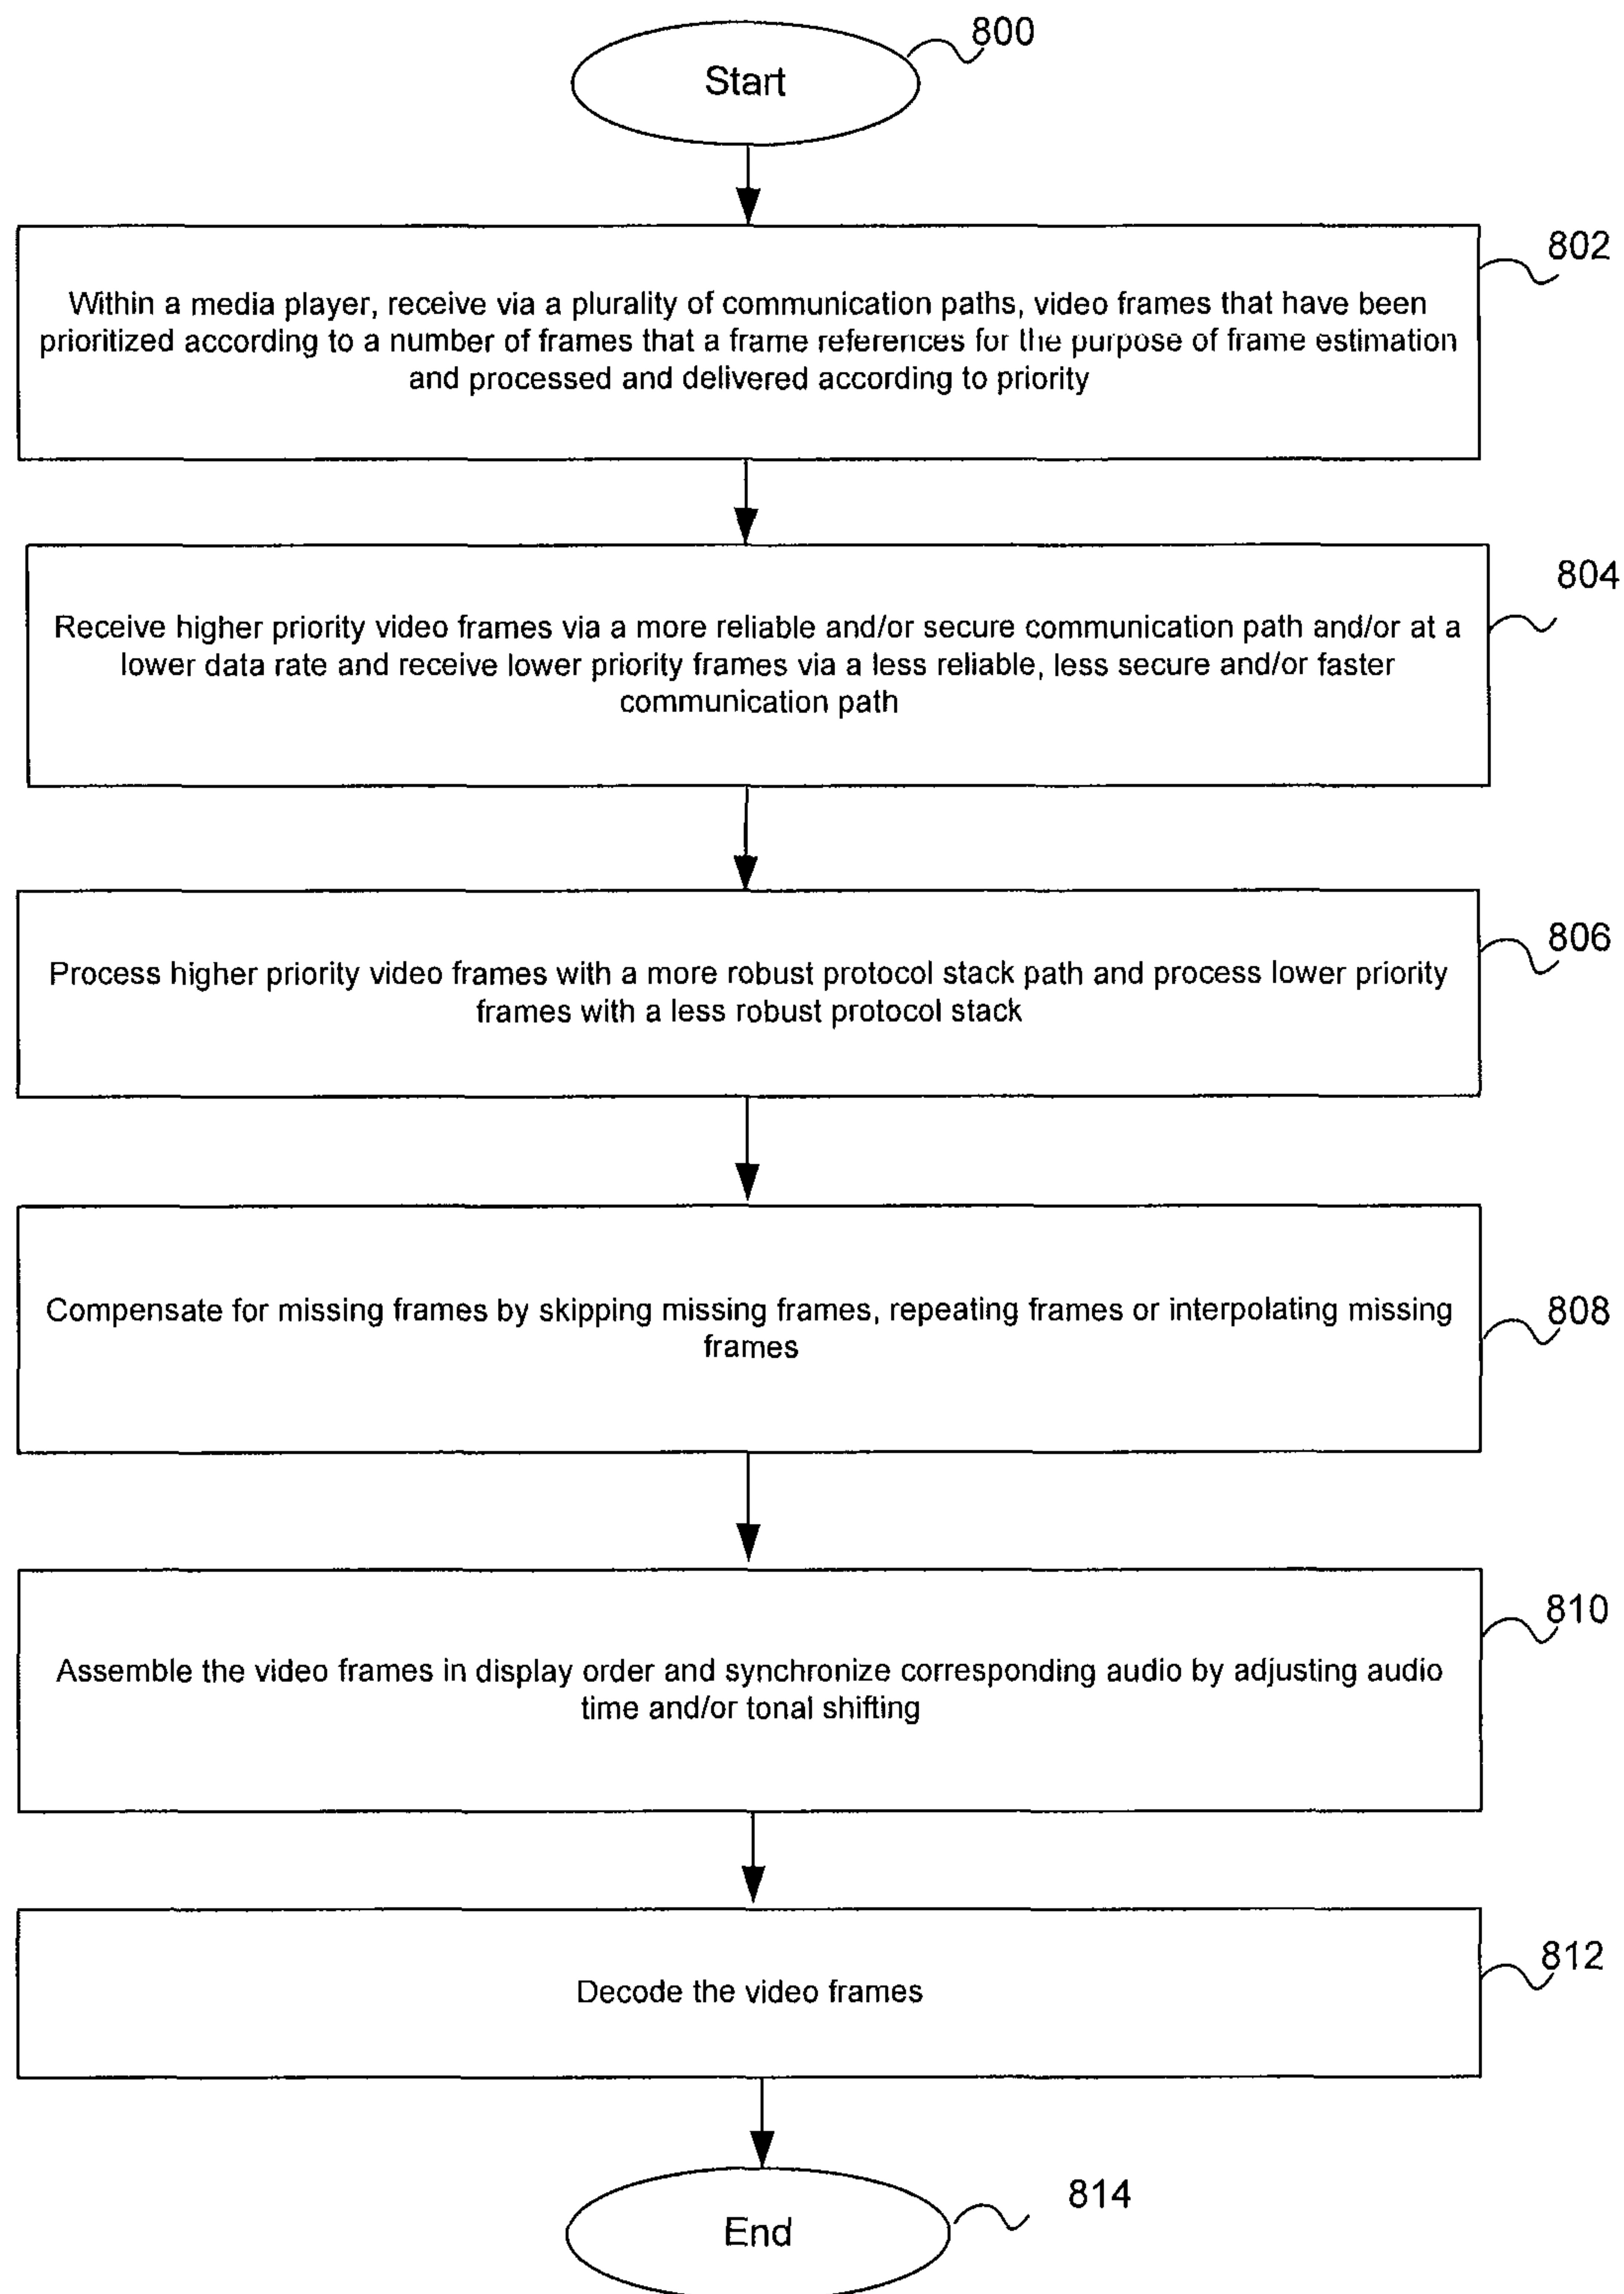 800
Start
802
Within a media player, receive via a plurality of communication paths, video frames that have been
prioritized according to a number of frames that a frame references for the purpose of frame estimation
and processed and delivered according to priority
804
Receive higher priority video frames via a more reliable and/or secure communication path and/or at a
lower data rate and receive lower priority frames via a less reliable, less secure and/or faster
communication path
806
Process higher priority video frames with a more robust protocol stack path and process lower priority
frames with a less robust protocol stack
808
Compensate for missing frames by skipping missing frames, repeating frames or interpolating missing
frames
810
Assemble the video frames in display order and synchronize corresponding audio by adjusting audio
time and/or tonal shifting
812
Decode the video frames
814
End